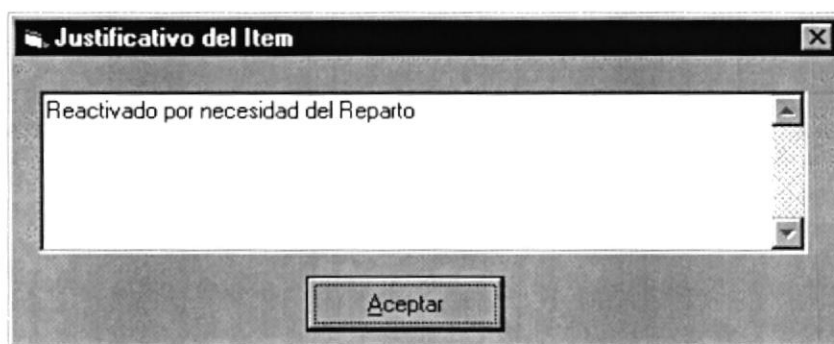 Justificativo del Item
Reactivado por necesidad del Reparto
Aceptar